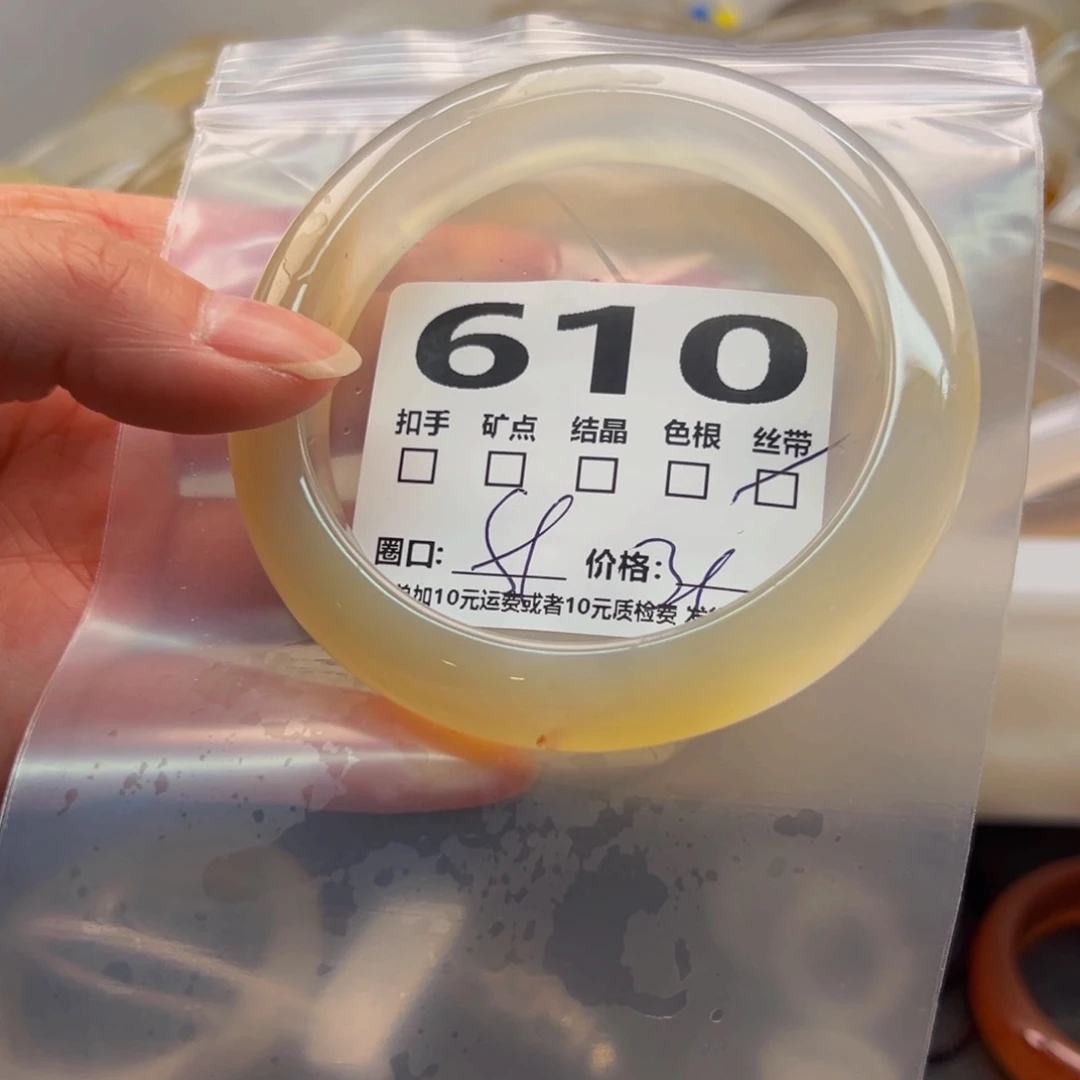 610
扣手 矿点 结晶 色根 丝带
圈口: 价格:
加10元运费或者10元质检费